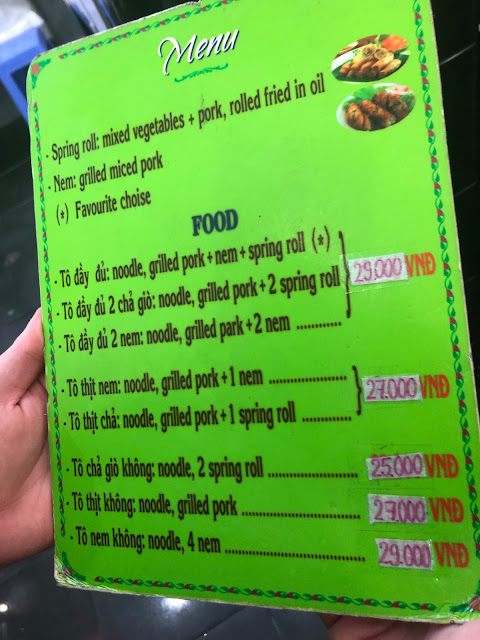 Menu
- Spring roll: mixed vegetables + pork, rolled fried in oil
- Nem: grilled miced pork
(*) Favourite choise
FOOD
- Tô đầy đủ: noodle, grilled pork+nem+spring roll (*)
- Tô đầy đủ 2 chả giò: noodle, grilled pork+2 spring roll 29.000 VNĐ
- Tô đầy đủ 2 nem: noodle, grilled park+2 nem ............
- Tô thịt nem: noodle, grilled pork+1 nem .................... 27.000 VNĐ
- Tô thịt chả: noodle, grilled pork+1 spring roll .............
- Tô chả giò không: noodle, 2 spring roll ....................... 25.000 VNĐ
- Tô thịt không: noodle, grilled pork .............................. 27.000 VNĐ
- Tô nem không: noodle, 4 nem ................................... 29.000 VNĐ